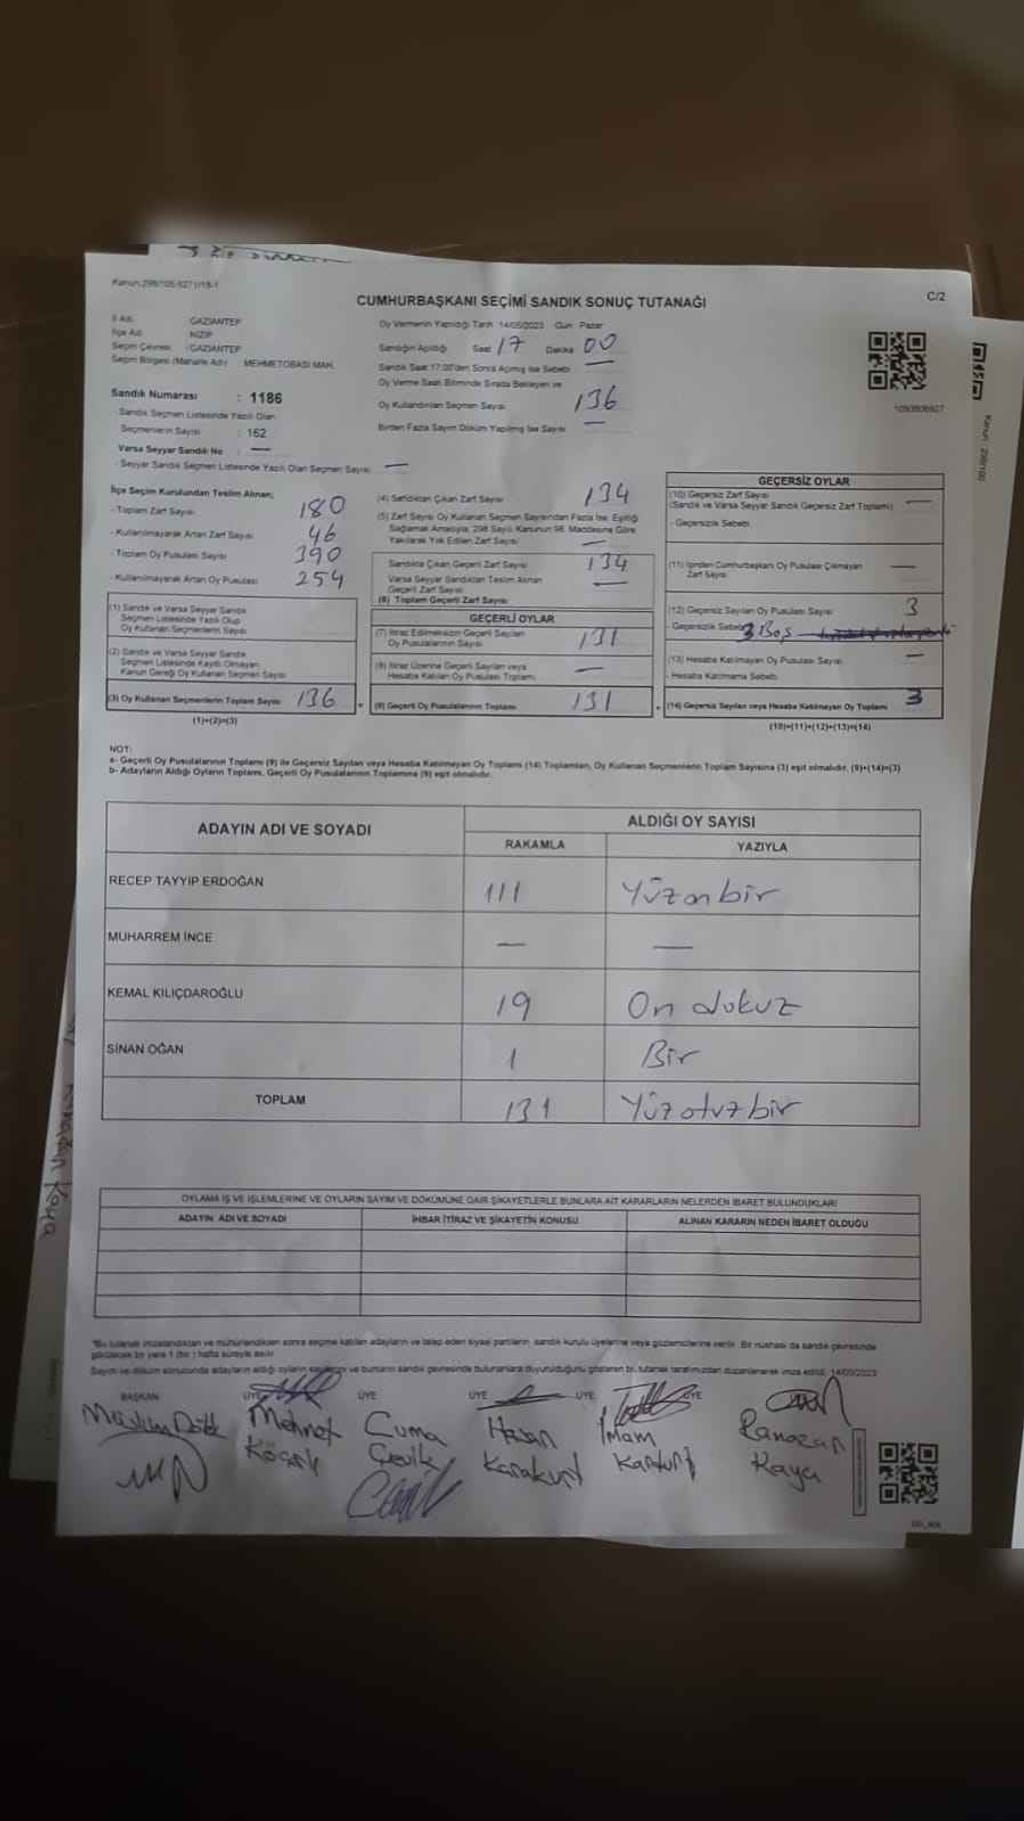 CUMHURBAŞKANI SEÇİMİ SANDIK SONUÇ TUTANAĞI
C/2
İl Adı : GAZİANTEP
İlçe Adı : NİZİP
Seçim Çevresi : GAZİANTEP
Seçim Bölgesi (Mahalle Adı) : MEHMETOBASI MAH.
Sandık Numarası : 1186
- Sandık Seçmen Listesinde Yazılı Olan
Seçmenlerin Sayısı : 162
Varsa Seyyar Sandık No : —
- Seyyar Sandık Seçmen Listesinde Yazılı Olan Seçmen Sayısı —
Oy Vermenin Yapıldığı Tarih 14/05/2023 Gün: Pazar
Sandığın Açıldığı Saat 17 Dakika 00
Sandık Saat 17:00'den Sonra Açılmış İse Sebebi —
Oy Verme Saati Bitiminde Sırada Bekleyen ve
Oy Kullandırılan Seçmen Sayısı 136
Birden Fazla Sayım Döküm Yapılmış İse Sayısı —
İlçe Seçim Kurulundan Teslim Alınan;
- Toplam Zarf Sayısı 180
- Kullanılmayarak Artan Zarf Sayısı 46
- Toplam Oy Pusulası Sayısı 390
- Kullanılmayarak Artan Oy Pusulası 254
(1) Sandık ve Varsa Seyyar Sandık
Seçmen Listesinde Yazılı Olup
Oy Kullanan Seçmenlerin Sayısı
(2) Sandık ve Varsa Seyyar Sandık
Seçmen Listesinde Kayıtlı Olmayan
Kanun Gereği Oy Kullanan Seçmen Sayısı
(3) Oy Kullanan Seçmenlerin Toplam Sayısı 136
(1)+(2)=(3)
(4) Sandıktan Çıkan Zarf Sayısı 134
(5) Zarf Sayısı Oy Kullanan Seçmen Sayısından Fazla İse, Eşitliği
Sağlamak Amacıyla, 298 Sayılı Kanunun 98. Maddesine Göre
Yakılarak Yok Edilen Zarf Sayısı —
Sandıkta Çıkan Geçerli Zarf Sayısı 134
Varsa Seyyar Sandıktan Teslim Alınan
Geçerli Zarf Sayısı —
(6) Toplam Geçerli Zarf Sayısı
GEÇERLİ OYLAR
(7) İtiraz Edilmeksizin Geçerli Sayılan
Oy Pusulalarının Sayısı 131
(8) İtiraz Üzerine Geçerli Sayılan veya
Hesaba Katılan Oy Pusulası Toplamı —
(9) Geçerli Oy Pusulalarının Toplamı 131
GEÇERSİZ OYLAR
(10) Geçersiz Zarf Sayısı
(Sandık ve Varsa Seyyar Sandık Geçersiz Zarf Toplamı) —
- Geçersizlik Sebebi
(11) İçinden Cumhurbaşkanı Oy Pusulası Çıkmayan
Zarf Sayısı —
(12) Geçersiz Sayılan Oy Pusulası Sayısı 3
- Geçersizlik Sebebi 3 Boş
(13) Hesaba Katılmayan Oy Pusulası Sayısı —
- Hesaba Katılmama Sebebi
(14) Geçersiz Sayılan veya Hesaba Katılmayan Oy Toplamı 3
(10)+(11)+(12)+(13)=(14)
NOT:
a- Geçerli Oy Pusulalarının Toplamı (9) ile Geçersiz Sayılan veya Hesaba Katılmayan Oy Toplamı (14) Toplamları, Oy Kullanan Seçmenlerin Toplam Sayısına (3) eşit olmalıdır. (9)+(14)=(3)
b- Adayların Aldığı Oyların Toplamı, Geçerli Oy Pusulalarının Toplamına (9) eşit olmalıdır.
ADAYIN ADI VE SOYADI ALDIĞI OY SAYISI
RAKAMLA YAZIYLA
RECEP TAYYİP ERDOĞAN 111 Yüzonbir
MUHARREM İNCE — —
KEMAL KILIÇDAROĞLU 19 On dokuz
SİNAN OĞAN 1 Bir
TOPLAM 131 Yüzotuzbir
OYLAMA İŞ VE İŞLEMLERİNE VE OYLARIN SAYIM VE DÖKÜMÜNE DAİR ŞİKAYETLERLE BUNLARA AİT KARARLARIN NELERDEN İBARET BULUNDUKLARI
ADAYIN ADI VE SOYADI İHBAR İTİRAZ VE ŞİKAYETİN KONUSU ALINAN KARARIN NEDEN İBARET OLDUĞU
BAŞKAN ÜYE ÜYE ÜYE ÜYE ÜYE
Mehmet Cuma Hasan İmam Ramazan
Çevik Karakurt Karakurt Kaya